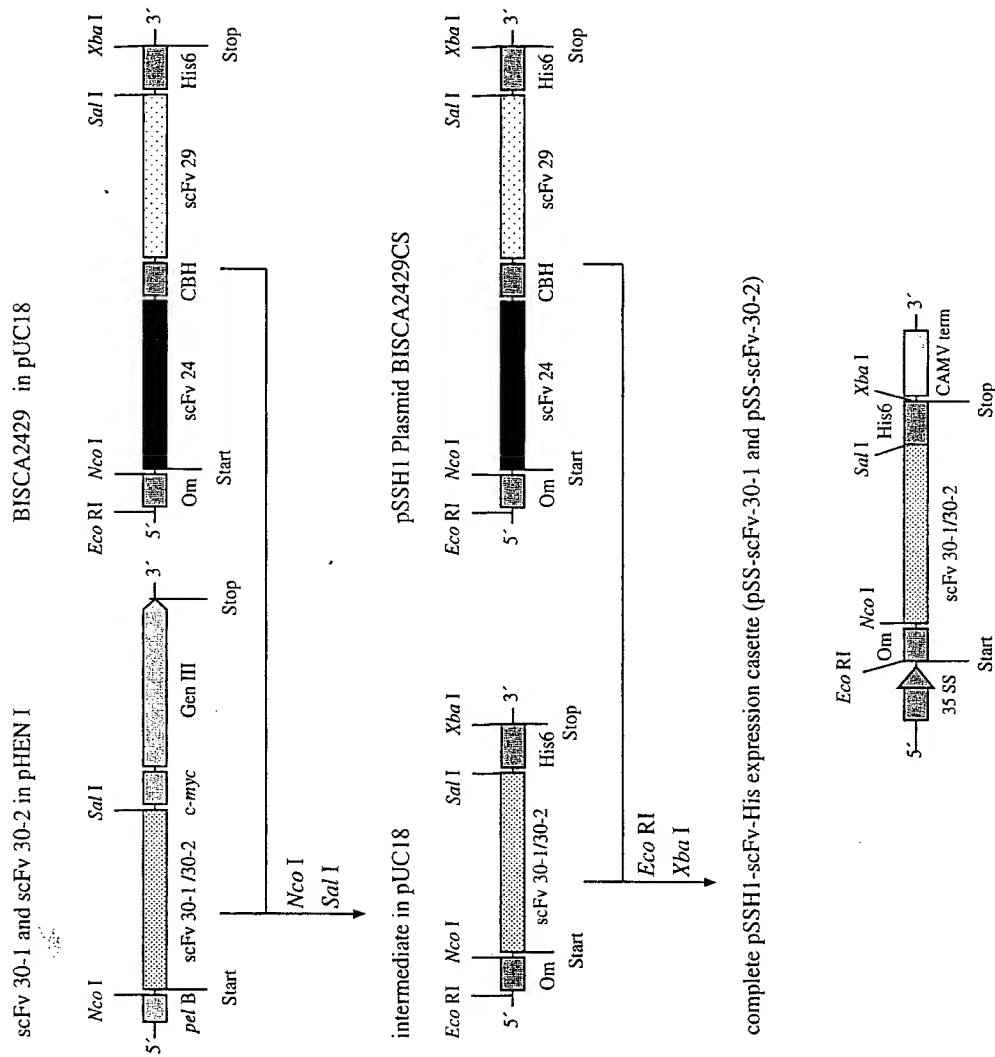 scFv 30-1 and scFv 30-2 in pHEN I
Nco I
Sal I
5´
3´
pel B
scFv 30-1 /30-2
c-myc
Gen III
Start
Stop
BISCA2429 in pUC18
Eco RI
Nco I
Sal I
Xba I
5´
3´
Om
scFv 24
CBH
scFv 29
His6
Start
Stop
Nco I
Sal I
intermediate in pUC18
Eco RI
Nco I
Sal I
Xba I
5´
3´
Om
scFv 30-1/30-2
His6
Start
Stop
pSSH1 Plasmid BISCA2429CS
Eco RI
Nco I
Sal I
Xba I
5´
3´
Om
scFv 24
CBH
scFv 29
His6
Start
Stop
Eco RI
Xba I
complete pSSH1-scFv-His expression casette (pSS-scFv-30-1 and pSS-scFv-30-2)
Eco RI
Om
Nco I
Sal I
His6
Xba I
5´
3´
35 SS
scFv 30-1/30-2
CAMV term
Start
Stop